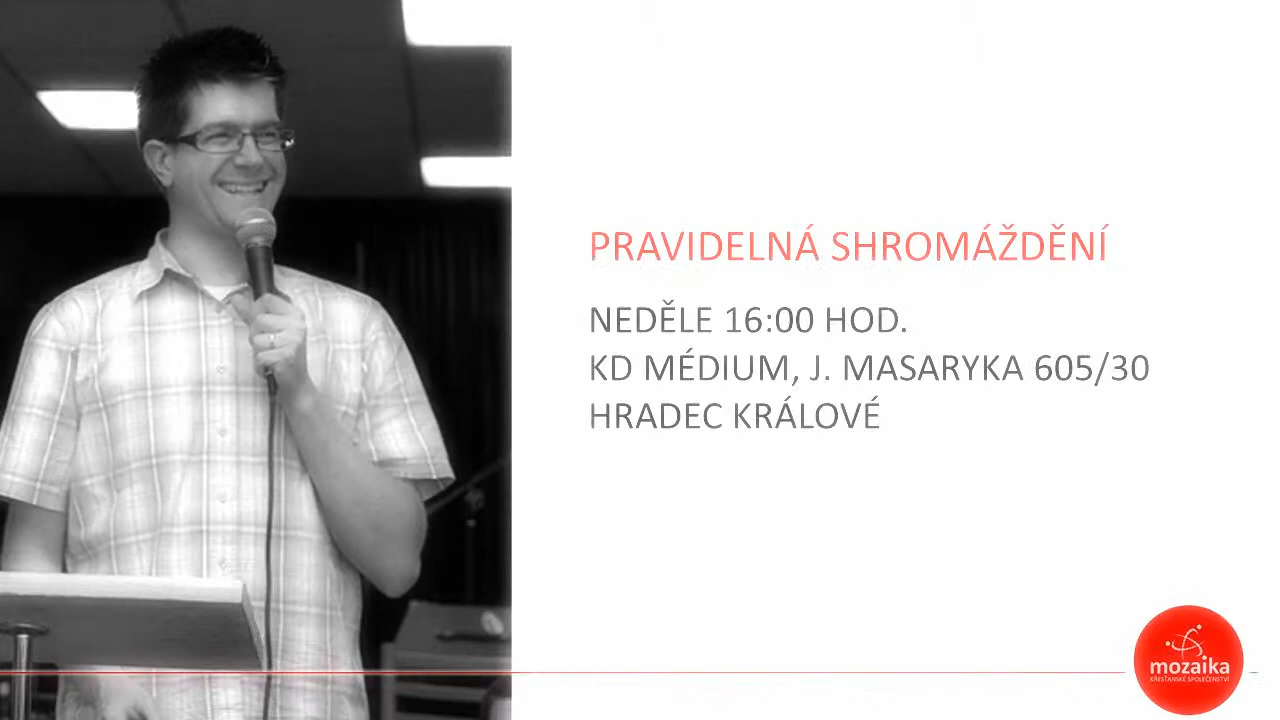 PRAVIDELNÁ SHROMÁŽDĚNÍ
NEDĚLE 16:00 HOD.
KD MÉDIUM, J. MASARYKA 605/30
HRADEC KRÁLOVÉ
mozaika
KŘESŤANSKÉ SPOLEČENSTVÍ